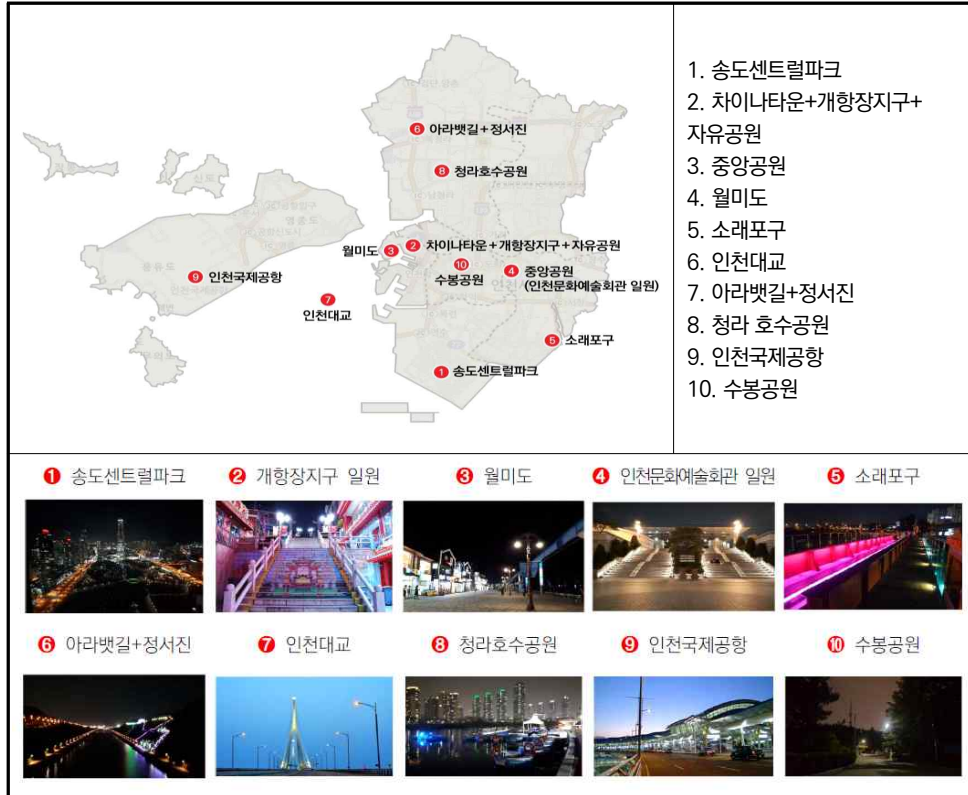 1. 송도센트럴파크
2. 차이나타운+개항장지구+
자유공원
3. 중앙공원
4. 월미도
5. 소래포구
6. 인천대교
7. 아라뱃길+정서진
8. 청라 호수공원
9. 인천국제공항
10. 수봉공원
6 아라뱃길+정서진
8 청라호수공원
월미도 3
2 차이나타운+개항장지구+자유공원
10
수봉공원
4 중앙공원
(인천문화예술회관 일원)
9 인천국제공항
7
인천대교
5 소래포구
1 송도센트럴파크
1 송도센트럴파크
2 개항장지구 일원
3 월미도
4 인천문화예술회관 일원
5 소래포구
6 아라뱃길+정서진
7 인천대교
8 청라호수공원
9 인천국제공항
10 수봉공원